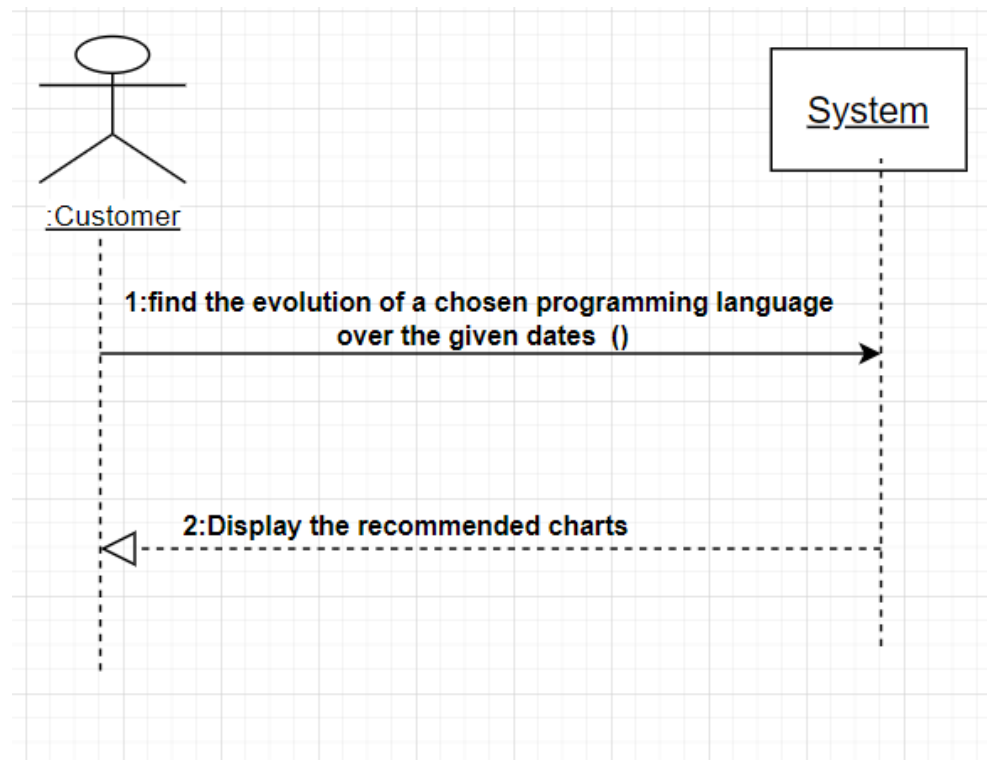 System
:Customer
1:find the evolution of a chosen programming language
over the given dates  ()
2:Display the recommended charts